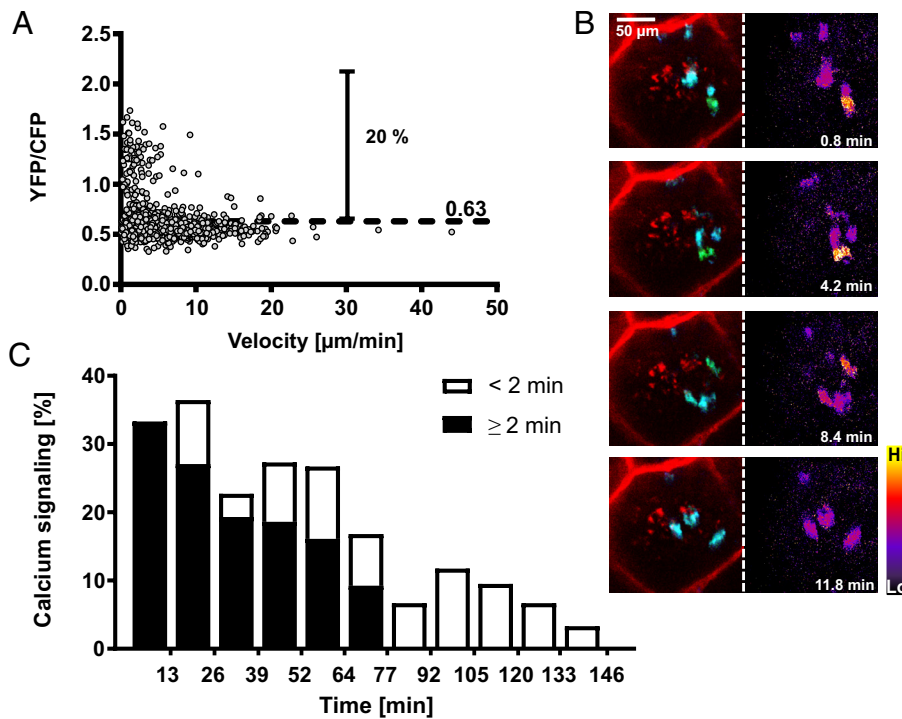 A
2.5
2.0
1.5
1.0
0.5
0.0
YFP/CFP
20 %
0.63
0
10
20
30
40
50
Velocity [µm/min]
B
50 µm
0.8 min
4.2 min
8.4 min
11.8 min
Hi
Lo
C
40
30
20
10
0
Calcium signaling [%]
< 2 min
≥ 2 min
13
26
39
52
64
77
92
105
120
133
146
Time [min]